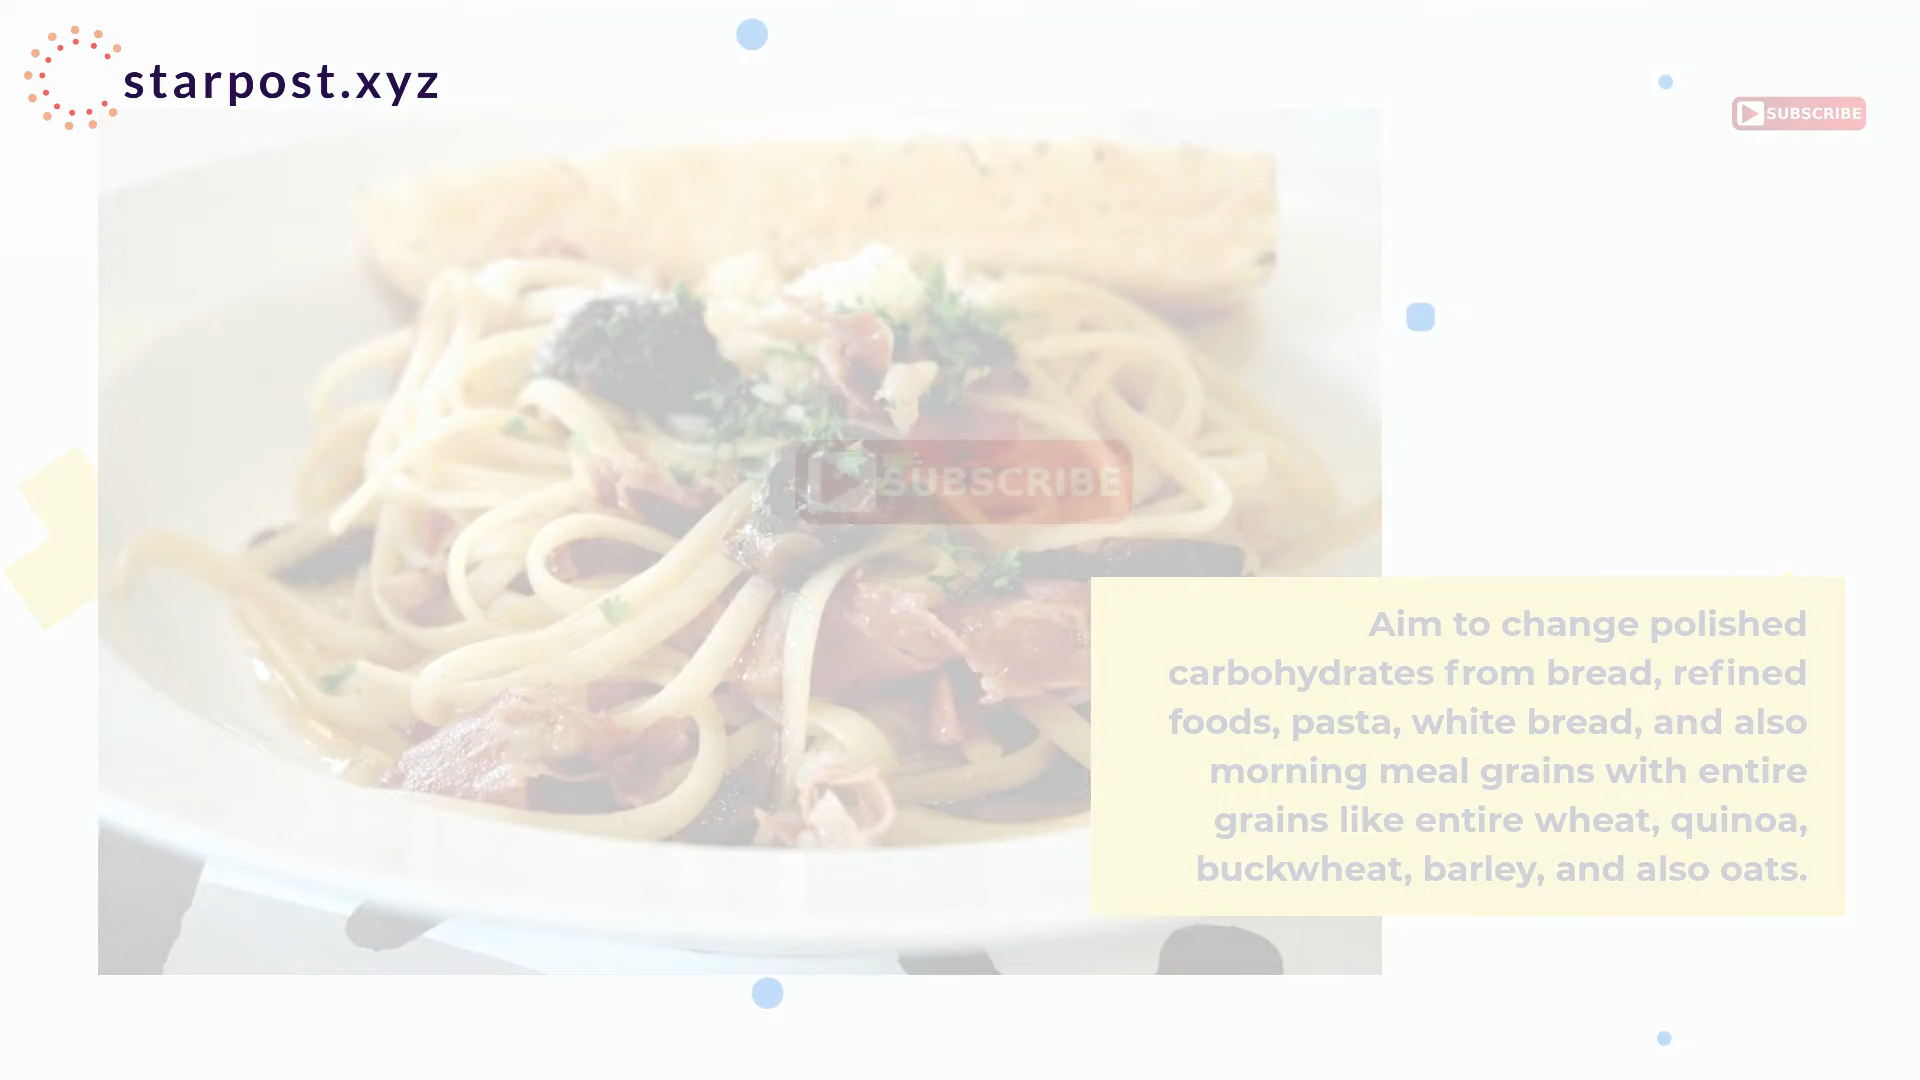 starpost.xyz
SUBSCRIBE
SUBSCRIBE
Aim to change polished
carbohydrates from bread, refined
foods, pasta, white bread, and also
morning meal grains with entire
grains like entire wheat, quinoa,
buckwheat, barley, and also oats.